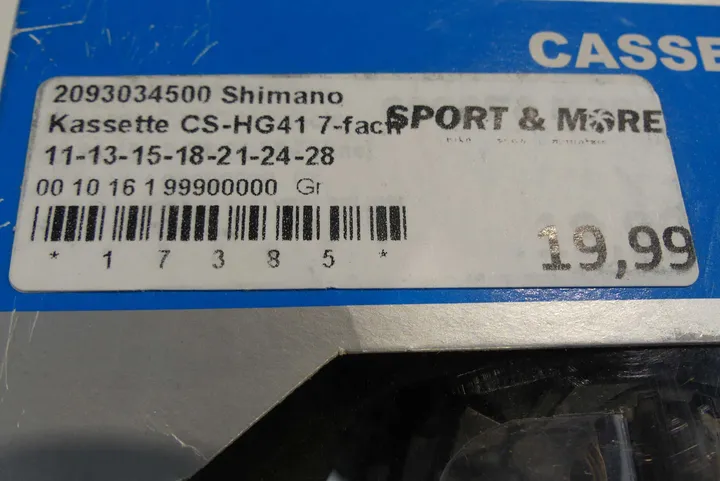 CASSE
2093034500 Shimano
Kassette CS-HG41 7-fach
SPORT & MORE
11-13-15-18-21-24-28
00 10 16 1 99900000 Gr
* 1 7 3 8 5 *
19,99